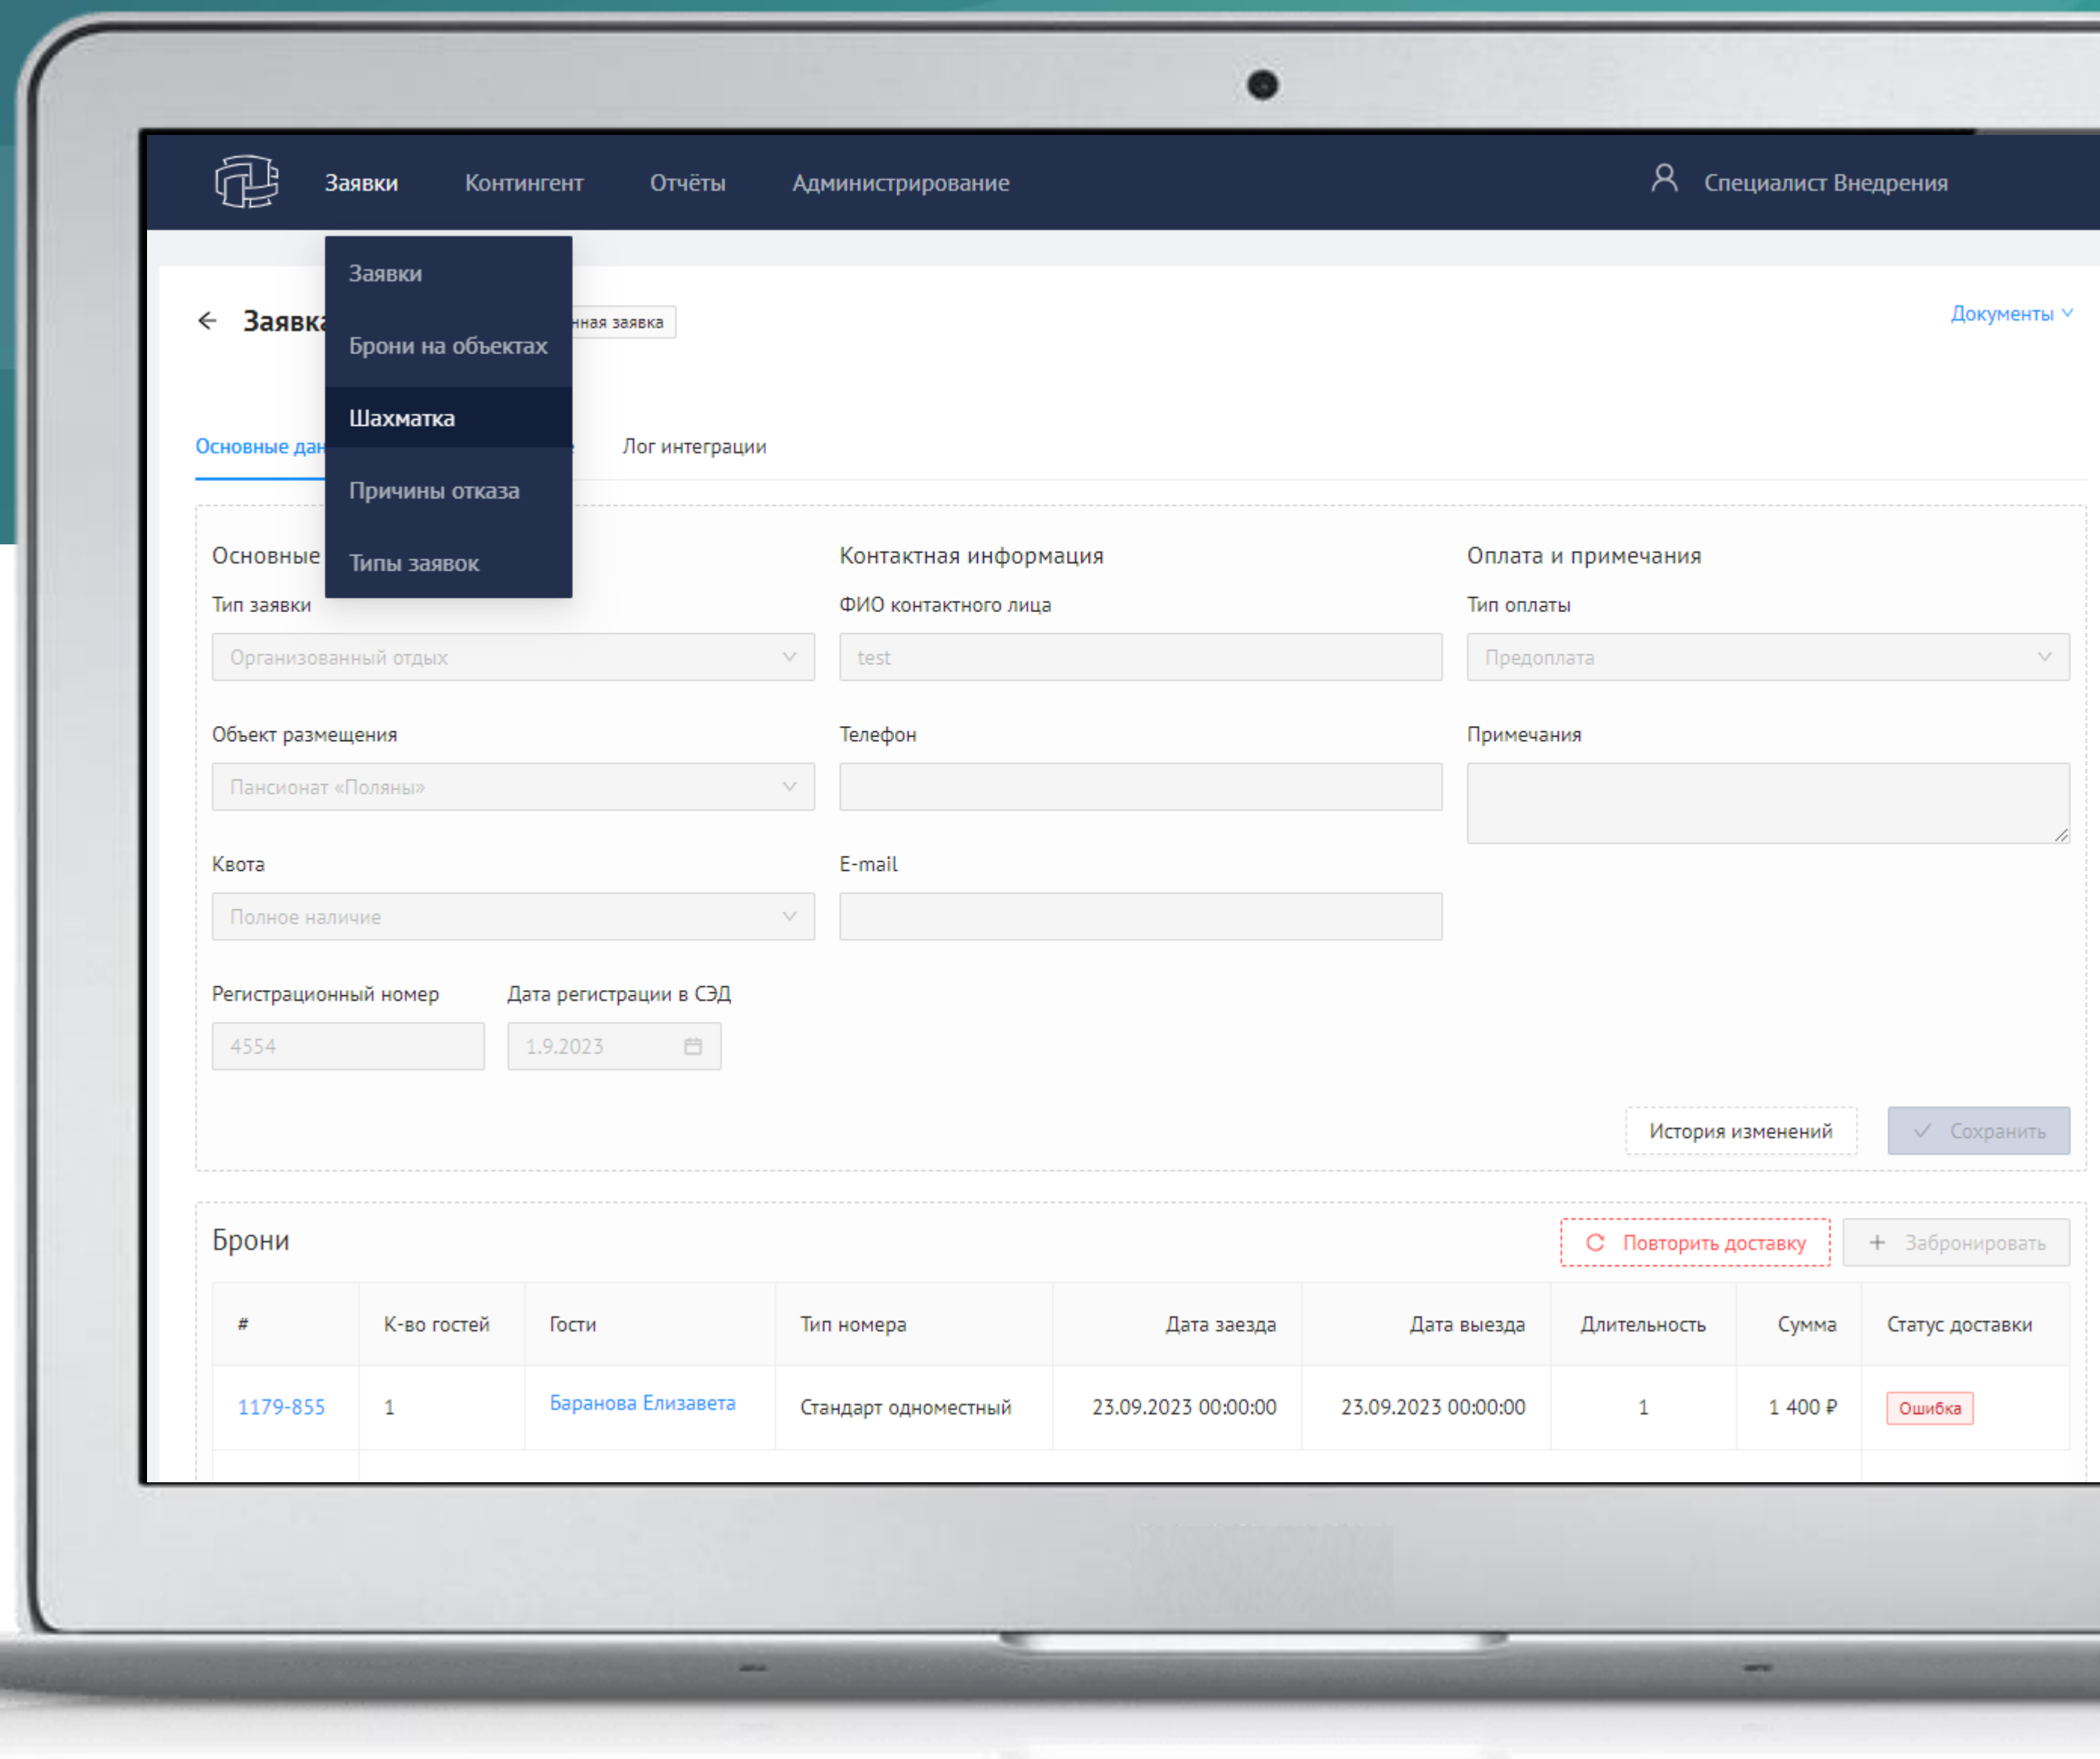 Заявки Контингент Отчёты Администрирование Специалист Внедрения
Заявки
Брони на объектах
Шахматка
Причины отказа
Типы заявок
заявка
Документы
Основные Лог интеграции
Основные Контактная информация Оплата и примечания
Тип заявки ФИО контактного лица Тип оплаты
Организованный отдых test Предоплата
Объект размещения Телефон Примечания
Пансионат «Поляны»
Квота E-mail
Полное наличие
Регистрационный номер Дата регистрации в СЭД
4554 1.9.2023
История изменений Сохранить
Брони Повторить доставку + Забронировать
# К-во гостей Гости Тип номера Дата заезда Дата выезда Длительность Сумма Статус доставки
1179-855 1 Баранова Елизавета Стандарт одноместный 23.09.2023 00:00:00 23.09.2023 00:00:00 1 1 400 ₽ Ошибка